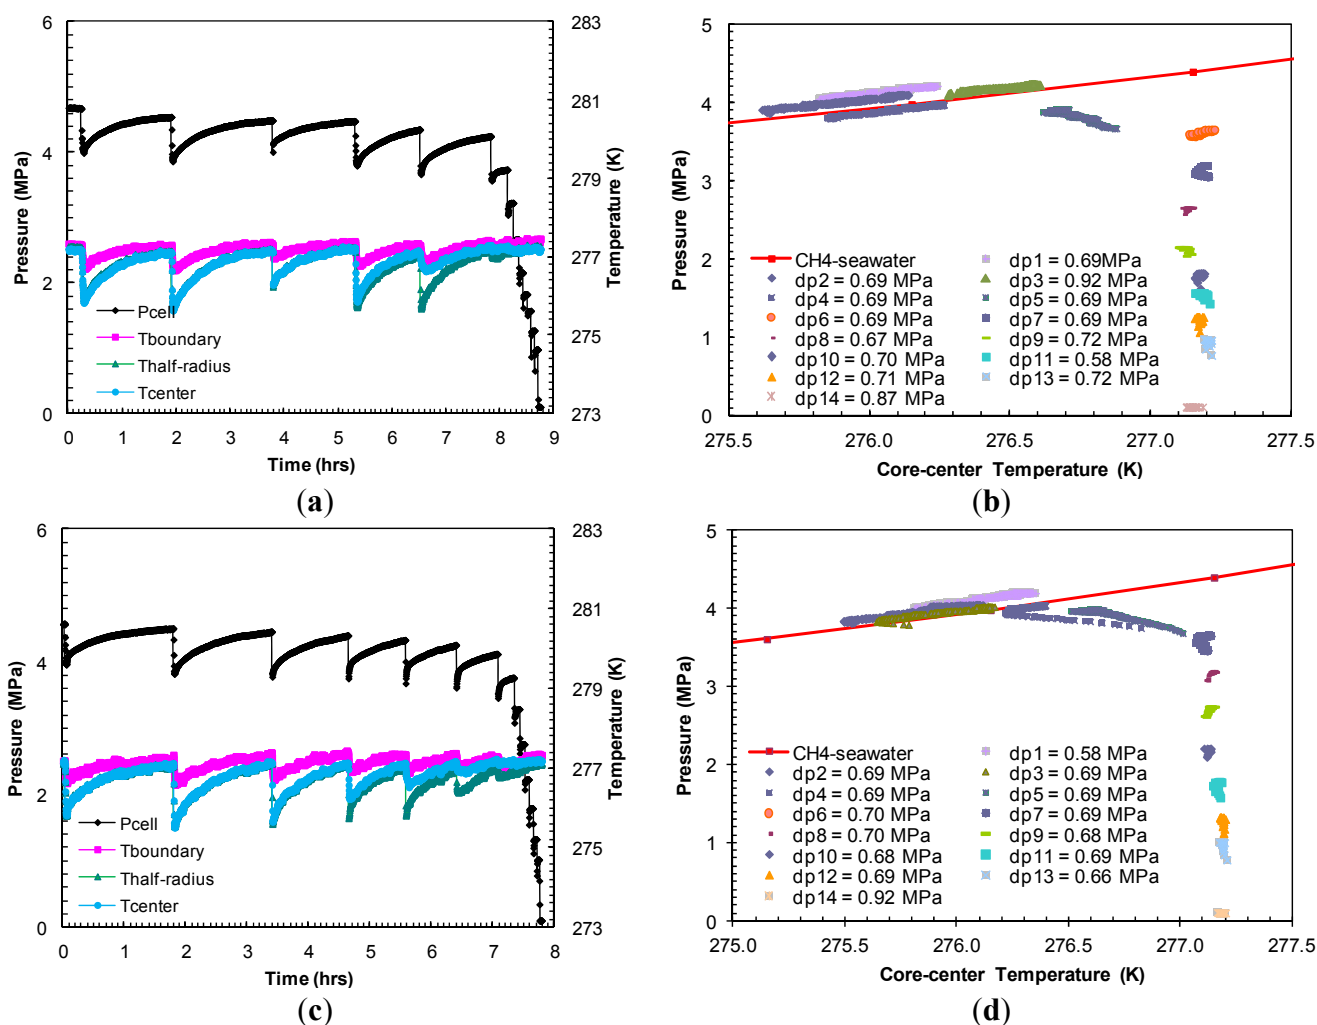 6
4
2
0
Pressure (MPa)
283
281
279
277
275
273
Temperature (K)
Pcell
Tboundary
Thalf-radius
Tcenter
0 1 2 3 4 5 6 7 8 9
Time (hrs)
(a)
5
4
3
2
1
0
Pressure (MPa)
CH4-seawater
dp1 = 0.69MPa
dp2 = 0.69 MPa
dp3 = 0.92 MPa
dp4 = 0.69 MPa
dp5 = 0.69 MPa
dp6 = 0.69 MPa
dp7 = 0.69 MPa
dp8 = 0.67 MPa
dp9 = 0.72 MPa
dp10 = 0.70 MPa
dp11 = 0.58 MPa
dp12 = 0.71 MPa
dp13 = 0.72 MPa
dp14 = 0.87 MPa
275.5 276.0 276.5 277.0 277.5
Core-center Temperature (K)
(b)
6
4
2
0
Pressure (MPa)
283
281
279
277
275
273
Temperature (K)
Pcell
Tboundary
Thalf-radius
Tcenter
0 1 2 3 4 5 6 7 8
Time (hrs)
(c)
5
4
3
2
1
0
Pressure (MPa)
CH4-seawater
dp1 = 0.58 MPa
dp2 = 0.69 MPa
dp3 = 0.69 MPa
dp4 = 0.69 MPa
dp5 = 0.69 MPa
dp6 = 0.70 MPa
dp7 = 0.69 MPa
dp8 = 0.70 MPa
dp9 = 0.68 MPa
dp10 = 0.68 MPa
dp11 = 0.69 MPa
dp12 = 0.69 MPa
dp13 = 0.66 MPa
dp14 = 0.92 MPa
275.0 275.5 276.0 276.5 277.0 277.5
Core-center Temperature (K)
(d)